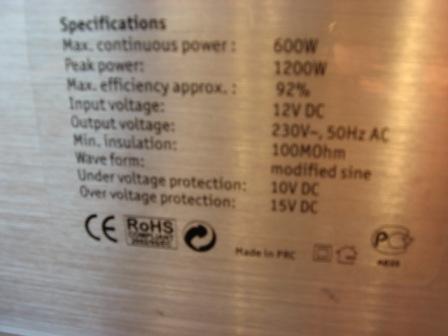 Specifications
Max. continuous power: 600W
Peak power: 1200W
Max. efficiency approx.: 92%
Input voltage: 12V DC
Output voltage: 230V~, 50Hz AC
Min. insulation: 100MOhm
Wave form: modified sine
Under voltage protection: 10V DC
Over voltage protection: 15V DC
CE RoHS
COMPLIANT
Made in PRC